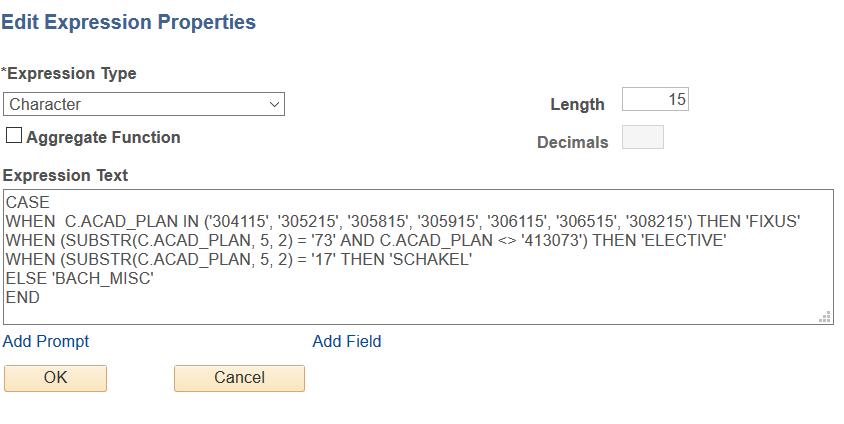 Edit Expression Properties
*Expression Type
Character
Length 15
Aggregate Function
Decimals
Expression Text
CASE
WHEN  C.ACAD_PLAN IN ('304115', '305215', '305815', '305915', '306115', '306515', '308215') THEN 'FIXUS'
WHEN (SUBSTR(C.ACAD_PLAN, 5, 2) = '73' AND C.ACAD_PLAN <> '413073') THEN 'ELECTIVE'
WHEN (SUBSTR(C.ACAD_PLAN, 5, 2) = '17' THEN 'SCHAKEL'
ELSE 'BACH_MISC'
END
Add Prompt Add Field
OK Cancel